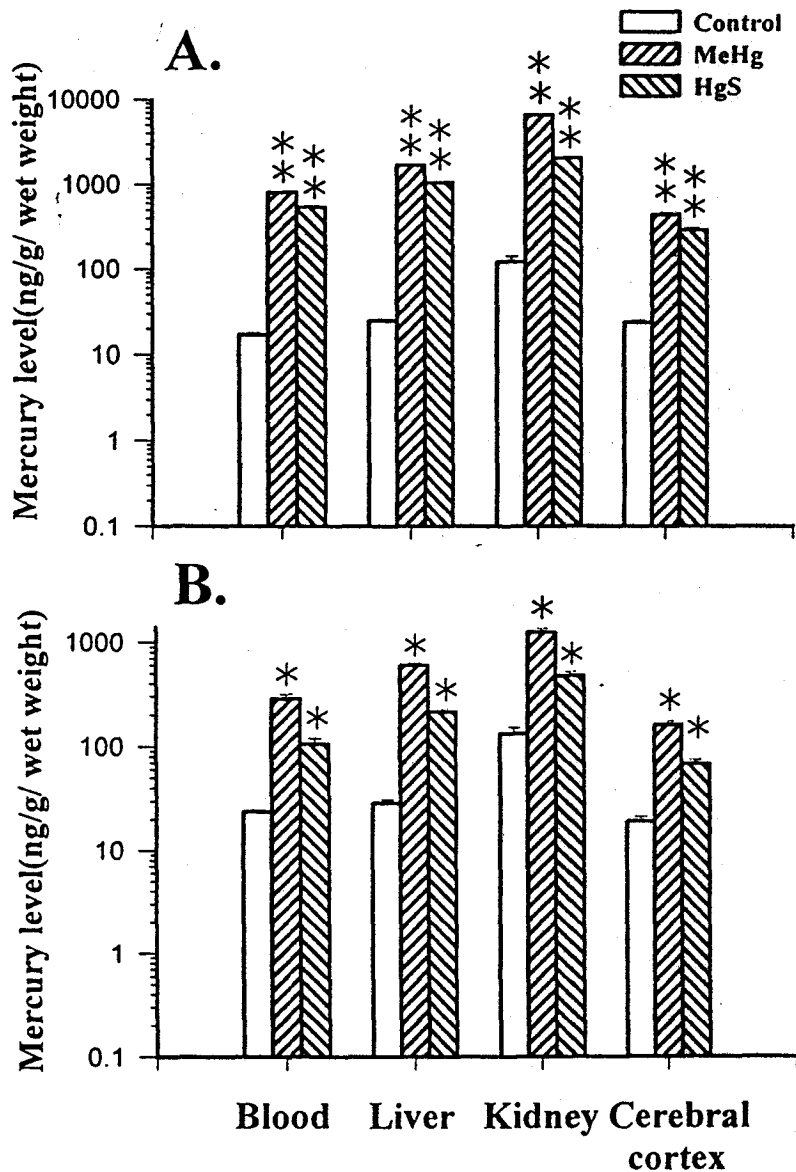 Control
MeHg
HgS
A.
Mercury level(ng/g/ wet weight)
10000
1000
100
10
1
0.1
* * * * * * * *
* * * * * * * *
B.
Mercury level(ng/g/ wet weight)
1000
100
10
1
0.1
* * * * * * * *
Blood Liver Kidney Cerebral
cortex